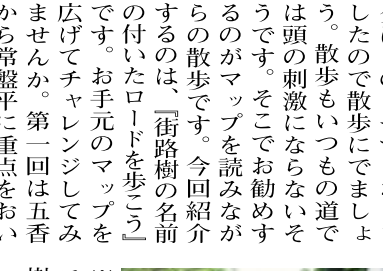 したので散歩にでましょ
う。散歩もいつもの道で
は頭の刺激にならないそ
うです。そこでお勧めす
るのがマップを読みなが
らの散歩です。今回紹介
するのは、『街路樹の名前
の付いたロードを歩こう』
です。お手元のマップを
広げてチャレンジしてみ
ませんか。第一回は五香
から常盤平に重点をおい